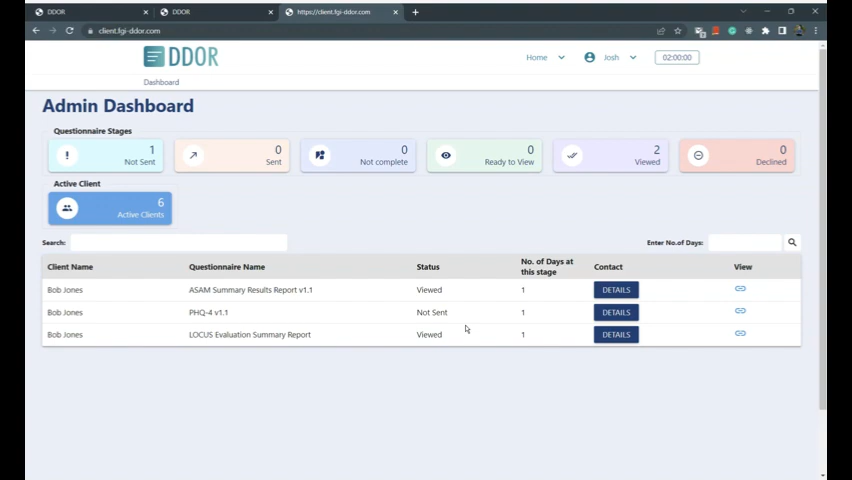 DDOR
DDOR
https://client.fgi-ddor.com
client.fgi-ddor.com
DDOR
Home
Josh
02:00:00
Dashboard
Admin Dashboard
Questionnaire Stages
1
Not Sent
0
Sent
0
Not complete
0
Ready to View
2
Viewed
0
Declined
Active Client
6
Active Clients
Search:
Enter No.of Days:
Client Name Questionnaire Name Status No. of Days at this stage Contact View
Bob Jones ASAM Summary Results Report v1.1 Viewed 1 DETAILS
Bob Jones PHQ-4 v1.1 Not Sent 1 DETAILS
Bob Jones LOCUS Evaluation Summary Report Viewed 1 DETAILS